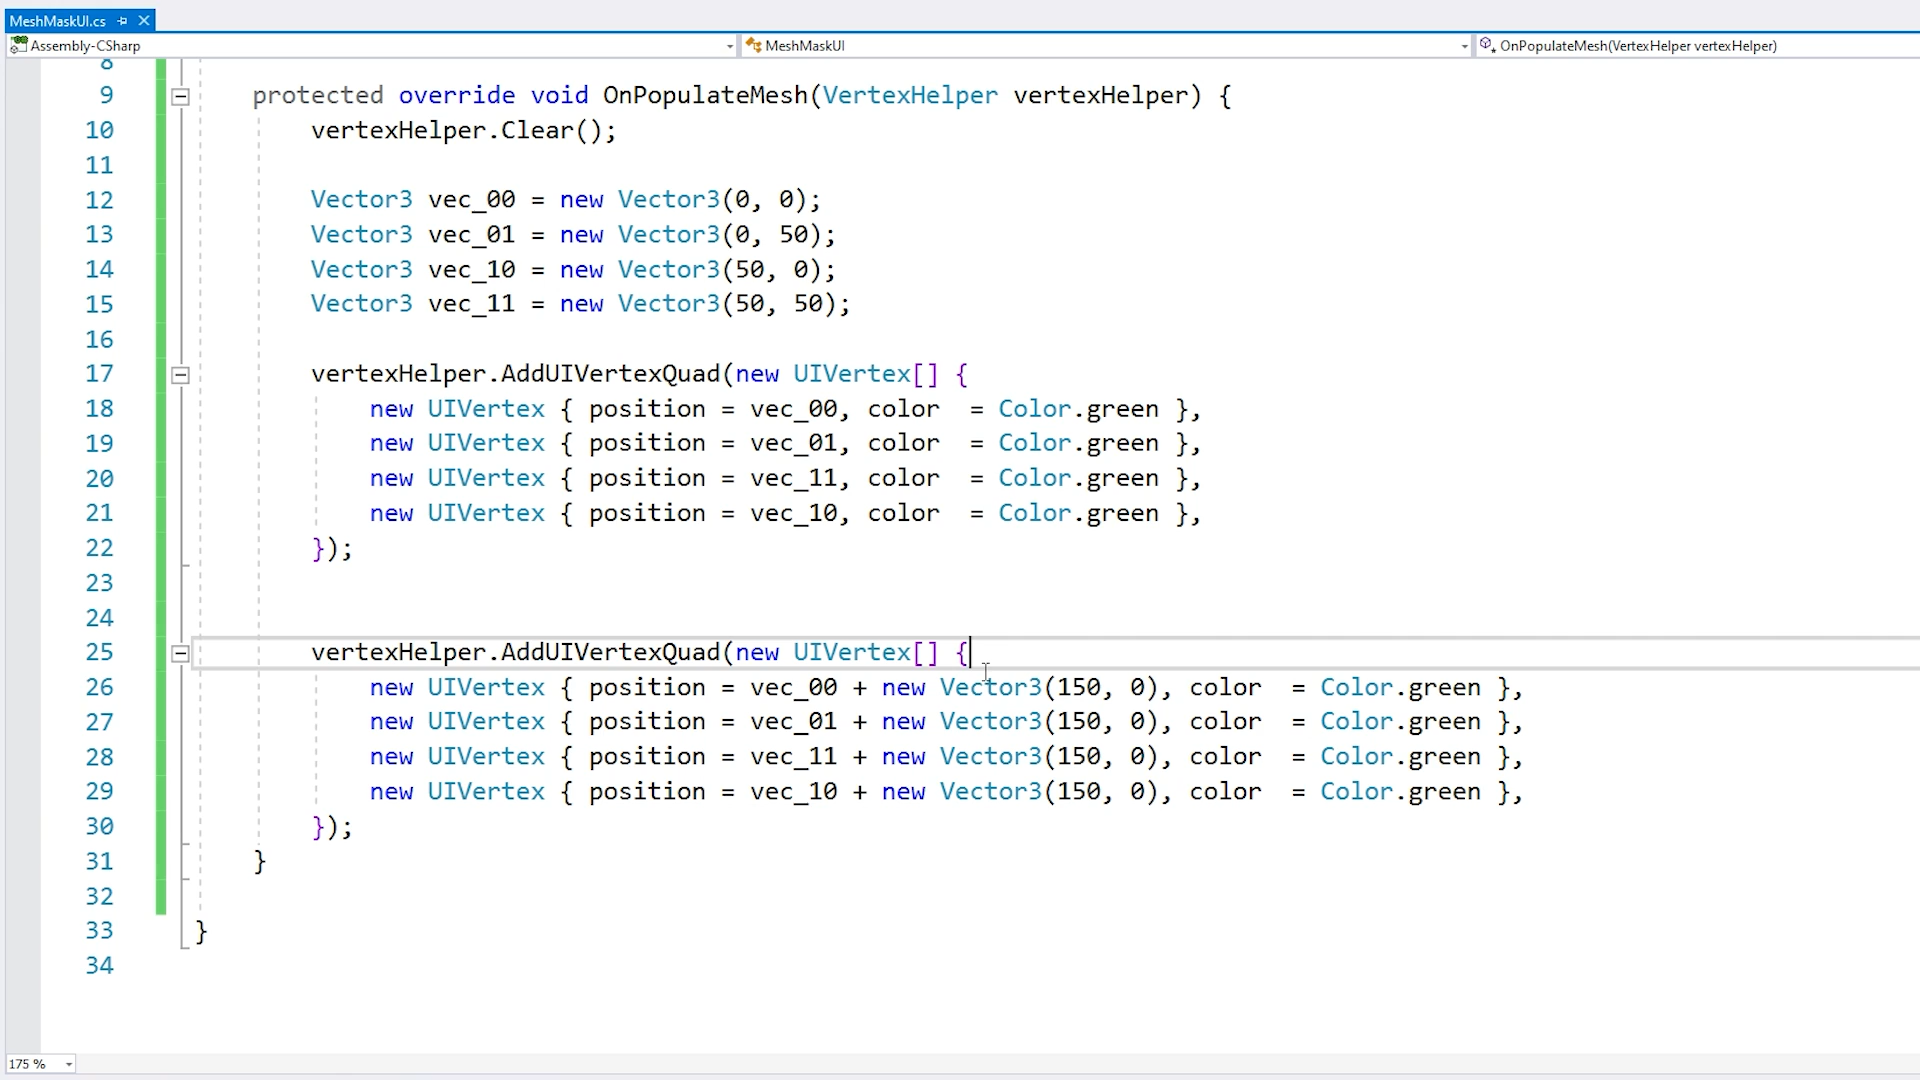 MeshMaskUI.cs
Assembly-CSharp MeshMaskUI OnPopulateMesh(VertexHelper vertexHelper)
8
9 protected override void OnPopulateMesh(VertexHelper vertexHelper) {
10 vertexHelper.Clear();
11
12 Vector3 vec_00 = new Vector3(0, 0);
13 Vector3 vec_01 = new Vector3(0, 50);
14 Vector3 vec_10 = new Vector3(50, 0);
15 Vector3 vec_11 = new Vector3(50, 50);
16
17 vertexHelper.AddUIVertexQuad(new UIVertex[] {
18 new UIVertex { position = vec_00, color  = Color.green },
19 new UIVertex { position = vec_01, color  = Color.green },
20 new UIVertex { position = vec_11, color  = Color.green },
21 new UIVertex { position = vec_10, color  = Color.green },
22 });
23
24
25 vertexHelper.AddUIVertexQuad(new UIVertex[] {
26 new UIVertex { position = vec_00 + new Vector3(150, 0), color  = Color.green },
27 new UIVertex { position = vec_01 + new Vector3(150, 0), color  = Color.green },
28 new UIVertex { position = vec_11 + new Vector3(150, 0), color  = Color.green },
29 new UIVertex { position = vec_10 + new Vector3(150, 0), color  = Color.green },
30 });
31 }
32
33 }
34
175 %